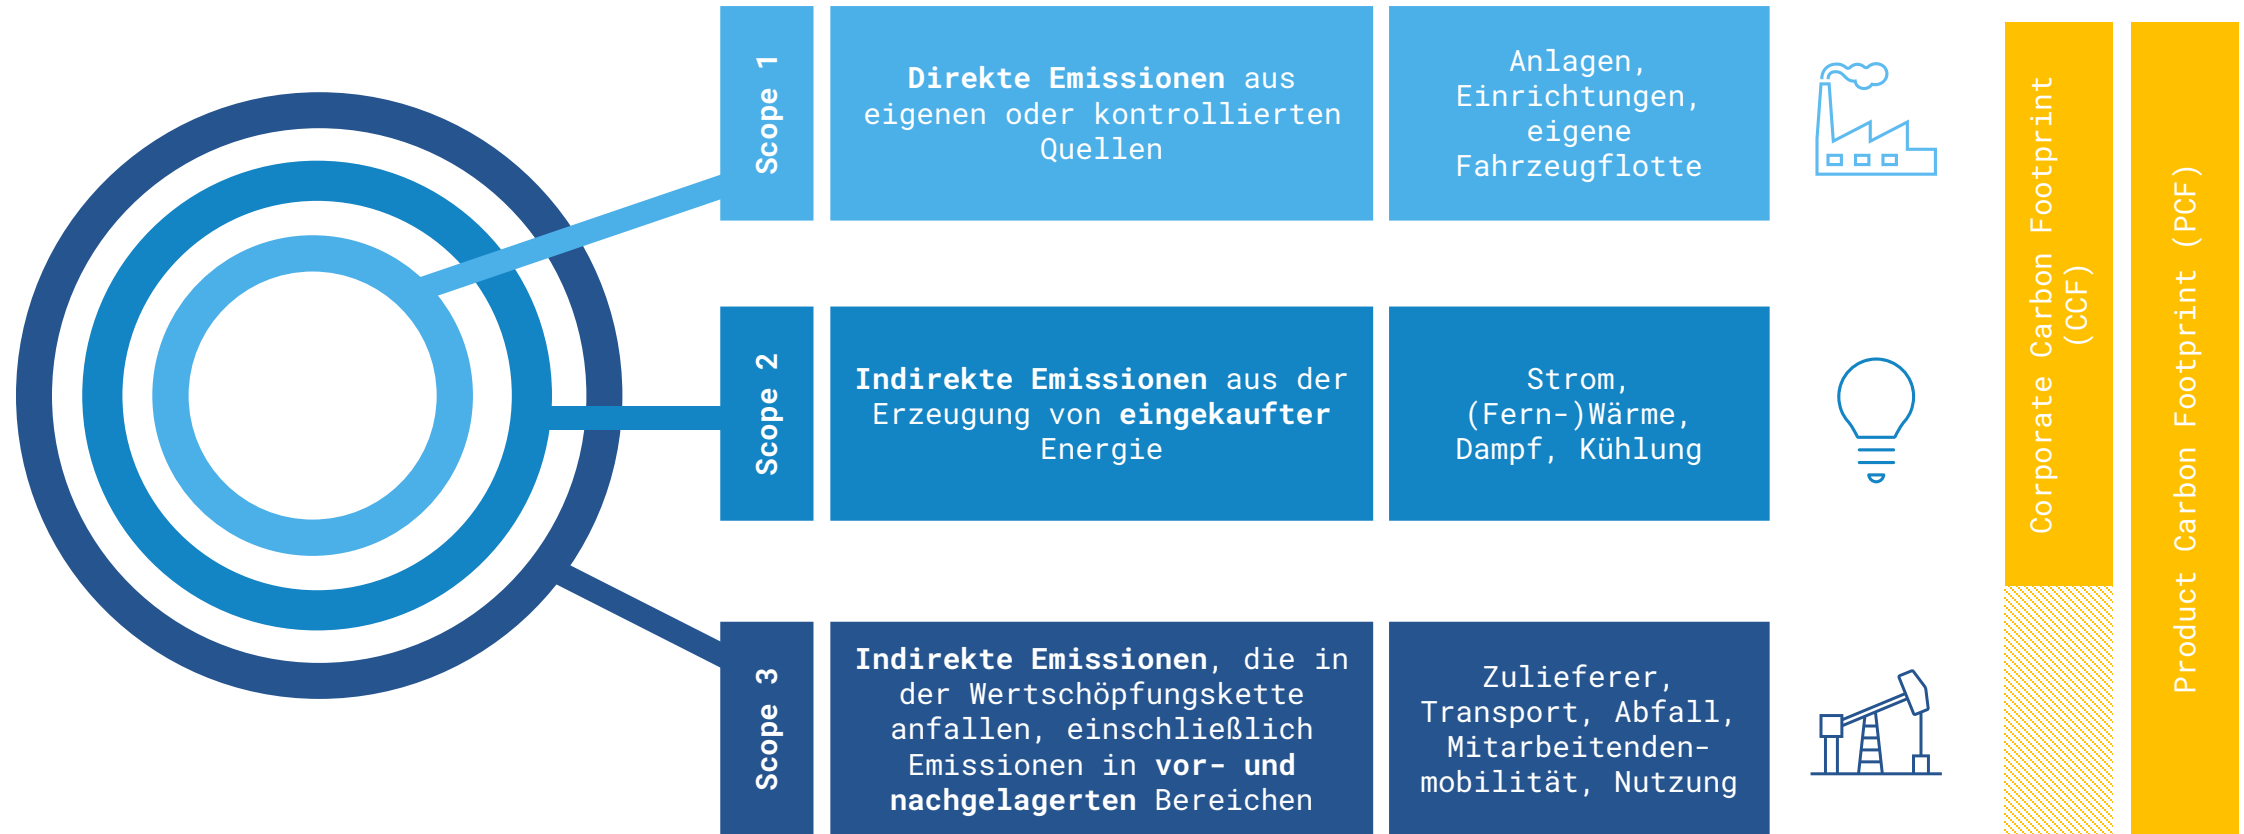 Scope 1
Direkte Emissionen aus
eigenen oder kontrollierten
Quellen
Anlagen,
Einrichtungen,
eigene
Fahrzeugflotte
Scope 2
Indirekte Emissionen aus der
Erzeugung von eingekaufter
Energie
Strom,
(Fern-)Wärme,
Dampf, Kühlung
Scope 3
Indirekte Emissionen, die in
der Wertschöpfungskette
anfallen, einschließlich
Emissionen in vor- und
nachgelagerten Bereichen
Zulieferer,
Transport, Abfall,
Mitarbeitenden-
mobilität, Nutzung
Corporate Carbon Footprint
(CCF)
Product Carbon Footprint (PCF)